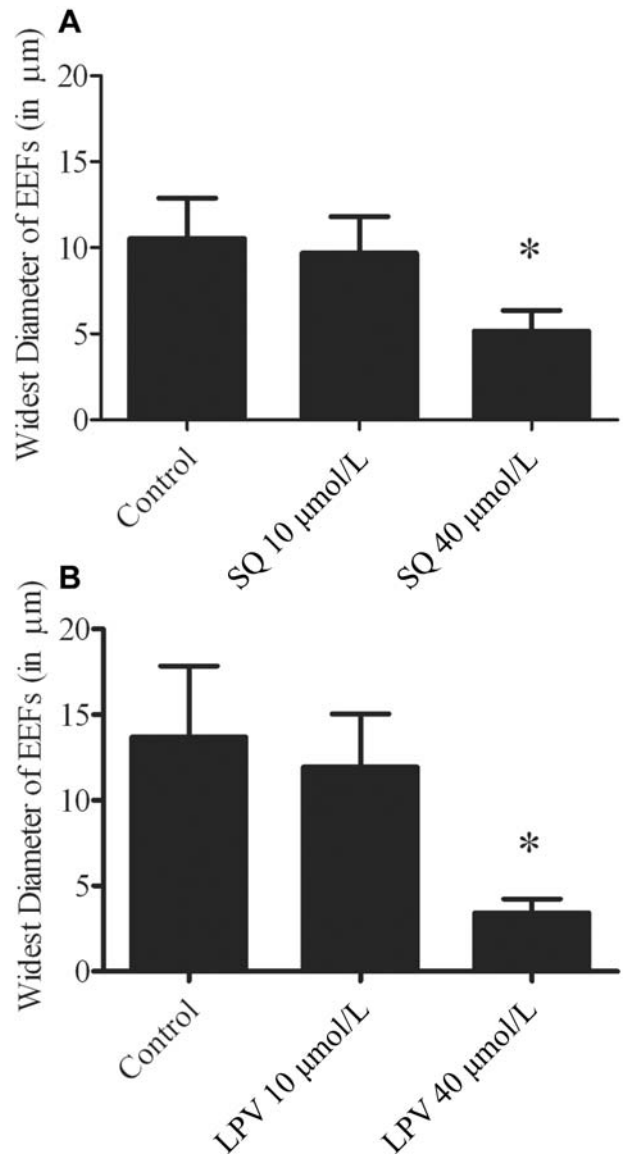 A
Widest Diameter of EEFs (in μm)
20
15
10
5
0
*
Control
SQ 10 μmol/L
SQ 40 μmol/L
B
Widest Diameter of EEFs (in μm)
20
15
10
5
0
*
Control
LPV 10 μmol/L
LPV 40 μmol/L